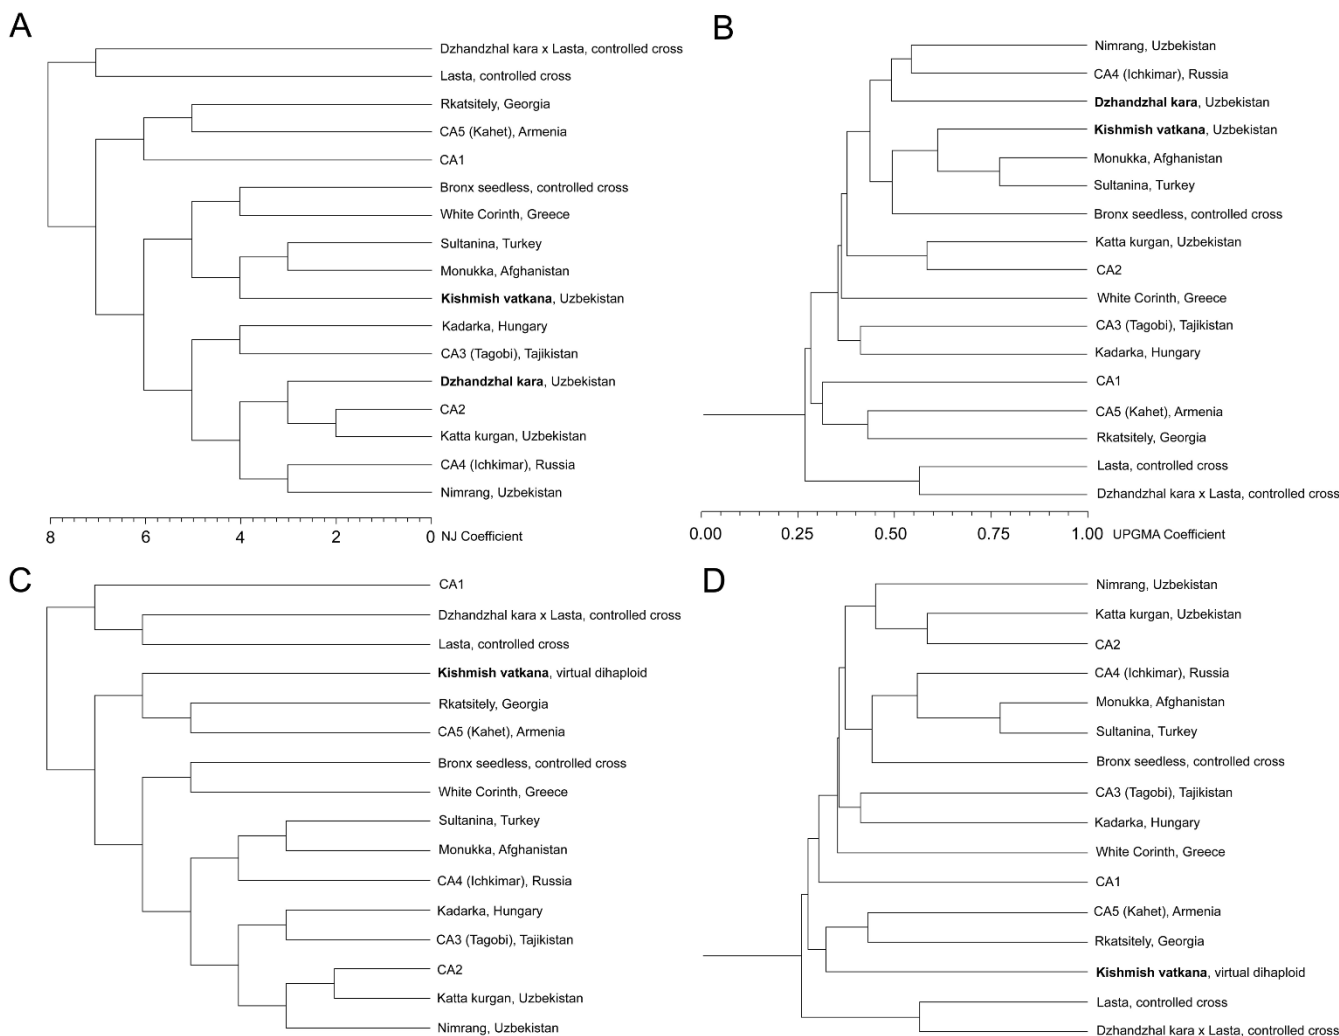 A
Dzhandzhal kara x Lasta, controlled cross
Lasta, controlled cross
Rkatsitely, Georgia
CA5 (Kahet), Armenia
CA1
Bronx seedless, controlled cross
White Corinth, Greece
Sultanina, Turkey
Monukka, Afghanistan
Kishmish vatkana, Uzbekistan
Kadarka, Hungary
CA3 (Tagobi), Tajikistan
Dzhandzhal kara, Uzbekistan
CA2
Katta kurgan, Uzbekistan
CA4 (Ichkimar), Russia
Nimrang, Uzbekistan
8 6 4 2 0 NJ Coefficient
B
Nimrang, Uzbekistan
CA4 (Ichkimar), Russia
Dzhandzhal kara, Uzbekistan
Kishmish vatkana, Uzbekistan
Monukka, Afghanistan
Sultanina, Turkey
Bronx seedless, controlled cross
Katta kurgan, Uzbekistan
CA2
White Corinth, Greece
CA3 (Tagobi), Tajikistan
Kadarka, Hungary
CA1
CA5 (Kahet), Armenia
Rkatsitely, Georgia
Lasta, controlled cross
Dzhandzhal kara x Lasta, controlled cross
0.00 0.25 0.50 0.75 1.00 UPGMA Coefficient
C
CA1
Dzhandzhal kara x Lasta, controlled cross
Lasta, controlled cross
Kishmish vatkana, virtual dihaploid
Rkatsitely, Georgia
CA5 (Kahet), Armenia
Bronx seedless, controlled cross
White Corinth, Greece
Sultanina, Turkey
Monukka, Afghanistan
CA4 (Ichkimar), Russia
Kadarka, Hungary
CA3 (Tagobi), Tajikistan
CA2
Katta kurgan, Uzbekistan
Nimrang, Uzbekistan
D
Nimrang, Uzbekistan
Katta kurgan, Uzbekistan
CA2
CA4 (Ichkimar), Russia
Monukka, Afghanistan
Sultanina, Turkey
Bronx seedless, controlled cross
CA3 (Tagobi), Tajikistan
Kadarka, Hungary
White Corinth, Greece
CA1
CA5 (Kahet), Armenia
Rkatsitely, Georgia
Kishmish vatkana, virtual dihaploid
Lasta, controlled cross
Dzhandzhal kara x Lasta, controlled cross